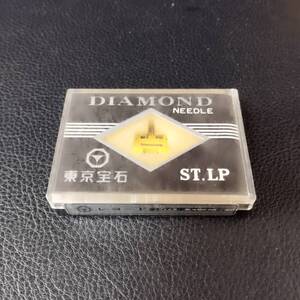 DIAMOND
NEEDLE
東京宝石
ST.LP